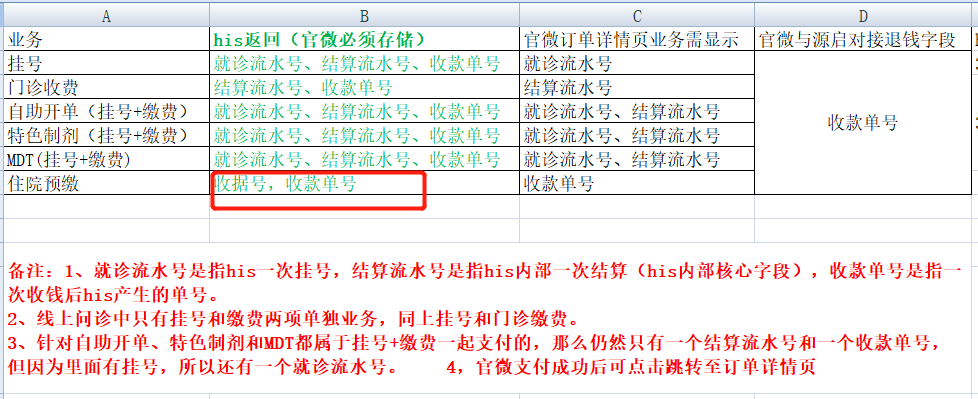 A B C D
业务 his返回（官微必须存储） 官微订单详情页业务需显示 官微与源启对接退钱字段
挂号 就诊流水号、结算流水号、收款单号 就诊流水号
门诊收费 结算流水号、收款单号 结算流水号
自助开单（挂号+缴费） 就诊流水号、结算流水号、收款单号 就诊流水号、结算流水号
收款单号
特色制剂（挂号+缴费） 就诊流水号、结算流水号、收款单号 就诊流水号、结算流水号
MDT(挂号+缴费) 就诊流水号、结算流水号、收款单号 就诊流水号、结算流水号
住院预缴 收据号，收款单号 收款单号
备注：1、就诊流水号是指his一次挂号，结算流水号是指his内部一次结算（his内部核心字段），收款单号是指一
次收钱后his产生的单号。
2、线上问诊中只有挂号和缴费两项单独业务，同上挂号和门诊缴费。
3、针对自助开单、特色制剂和MDT都属于挂号+缴费一起支付的，那么仍然只有一个结算流水号和一个收款单号，
但因为里面有挂号，所以还有一个就诊流水号。 4，官微支付成功后可点击跳转至订单详情页